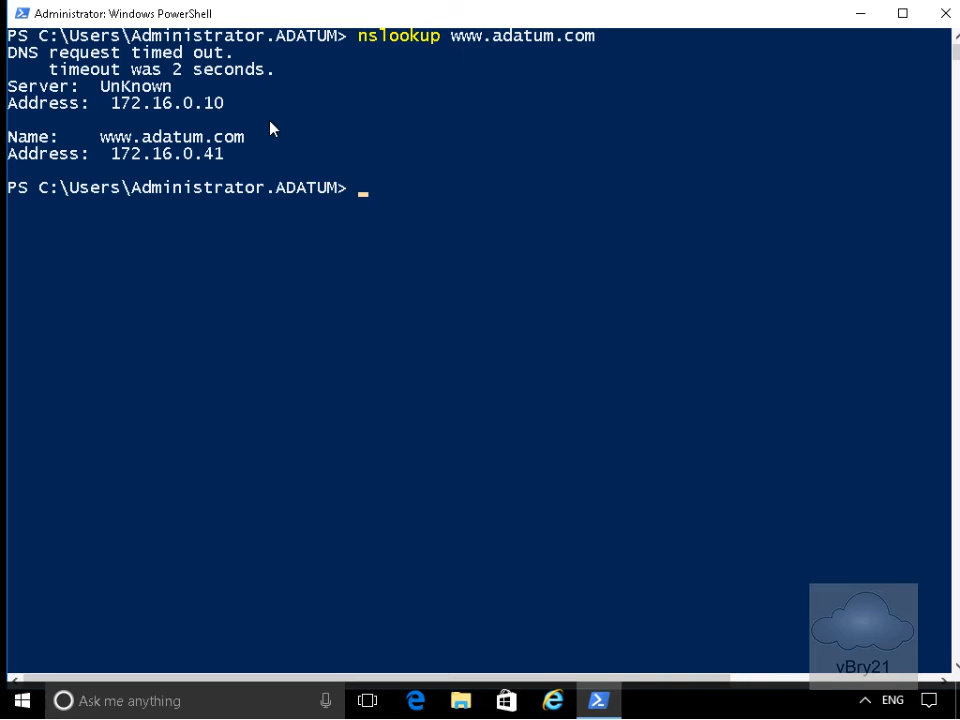 Administrator: Windows PowerShell
PS C:\Users\Administrator.ADATUM> nslookup www.adatum.com
DNS request timed out.
    timeout was 2 seconds.
Server:  UnKnown
Address:  172.16.0.10
Name:    www.adatum.com
Address:  172.16.0.41
PS C:\Users\Administrator.ADATUM>
vBry21
Ask me anything
ENG